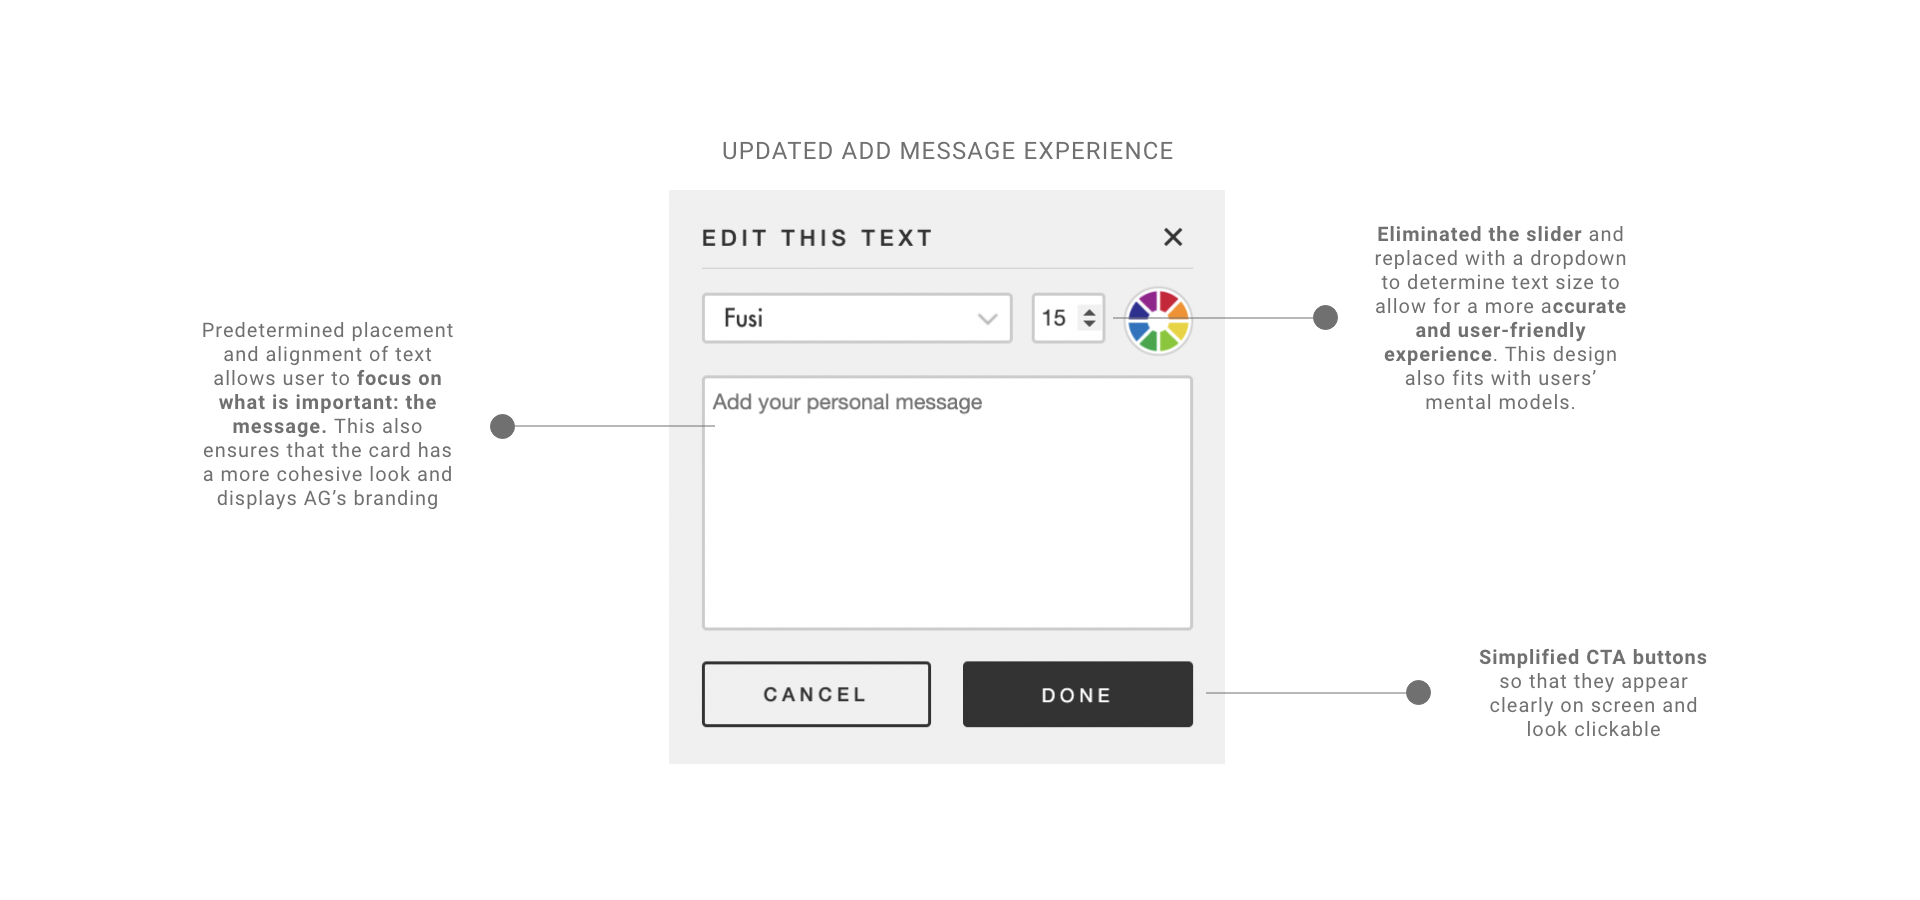 UPDATED ADD MESSAGE EXPERIENCE
EDIT THIS TEXT
Fusi
15
Add your personal message
CANCEL
DONE
Predetermined placement
and alignment of text
allows user to focus on
what is important: the
message. This also
ensures that the card has
a more cohesive look and
displays AG’s branding
Eliminated the slider and
replaced with a dropdown
to determine text size to
allow for a more accurate
and user-friendly
experience. This design
also fits with users’
mental models.
Simplified CTA buttons
so that they appear
clearly on screen and
look clickable